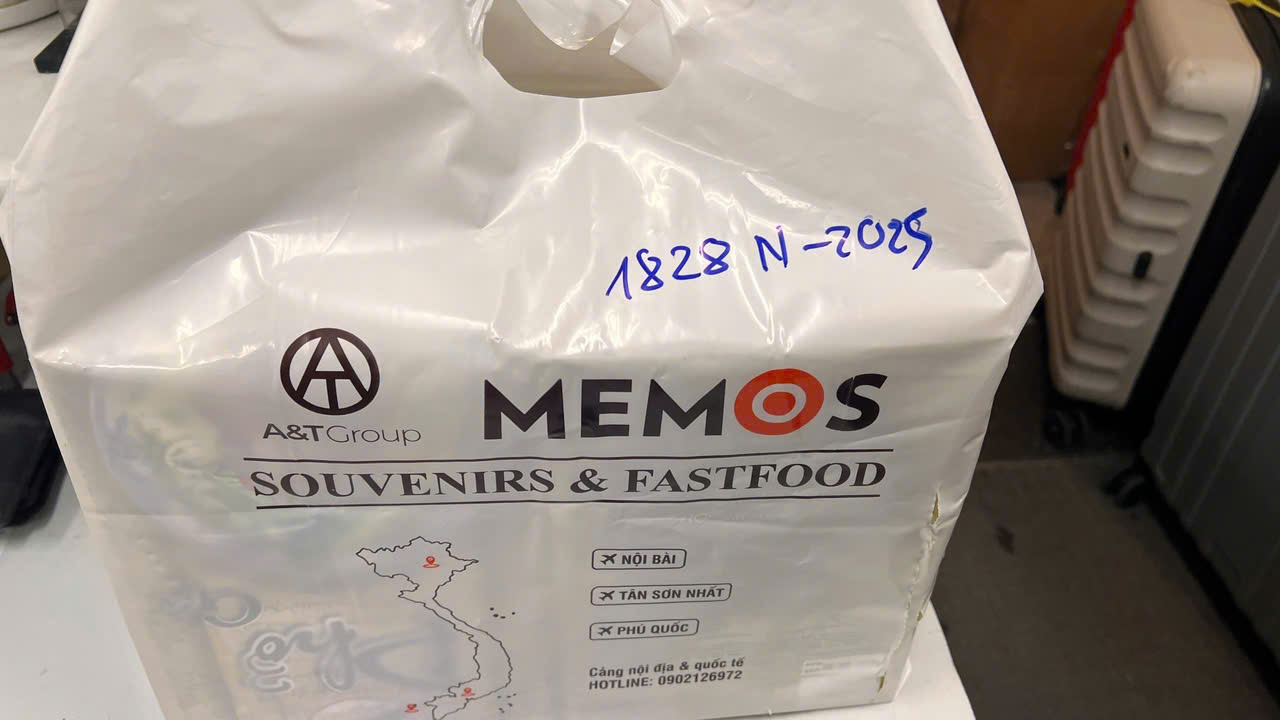 1828 N-2025
AT
A&TGroup
MEMOS
SOUVENIRS & FASTFOOD
NỘI BÀI
TÂN SƠN NHẤT
PHÚ QUỐC
Cảng nội địa & quốc tế
HOTLINE: 0902126972